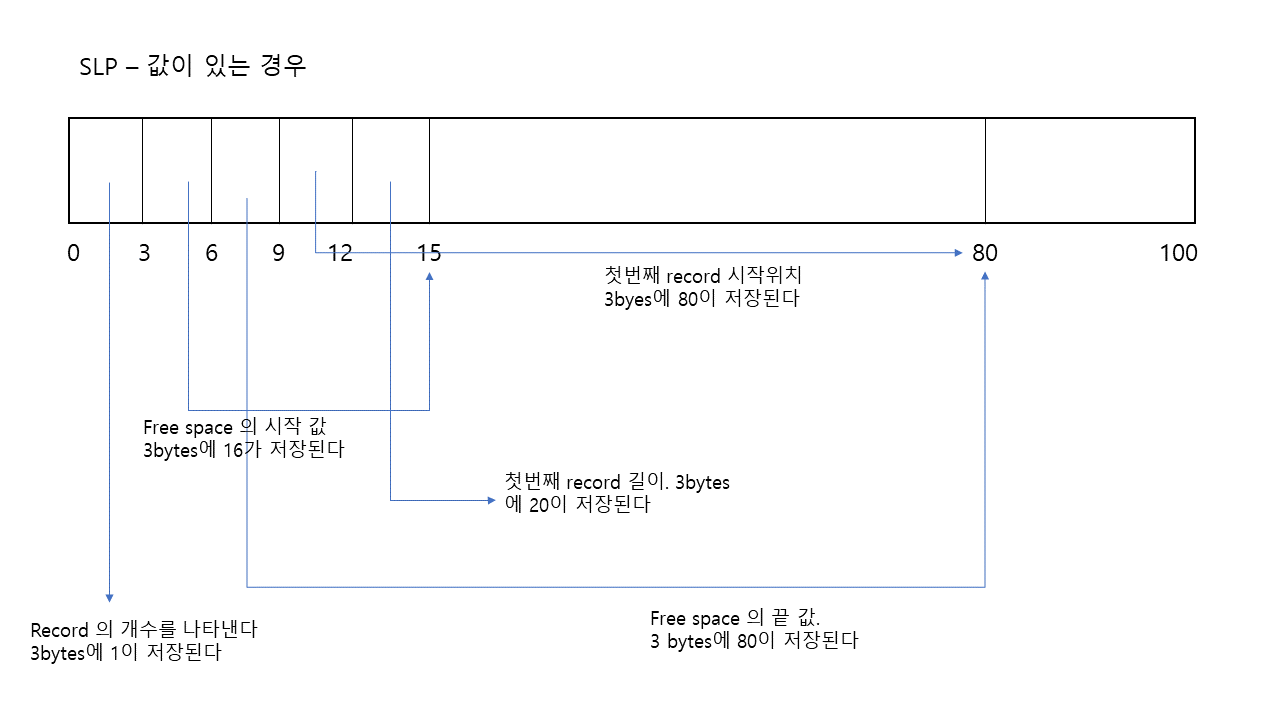 SLP – 값이 있는 경우
0 3 6 9 12 15 80 100
첫번째 record 시작위치
3byes에 80이 저장된다
Free space 의 시작 값
3bytes에 16가 저장된다
첫번째 record 길이. 3bytes
에 20이 저장된다
Free space 의 끝 값.
3 bytes에 80이 저장된다
Record 의 개수를 나타낸다
3bytes에 1이 저장된다